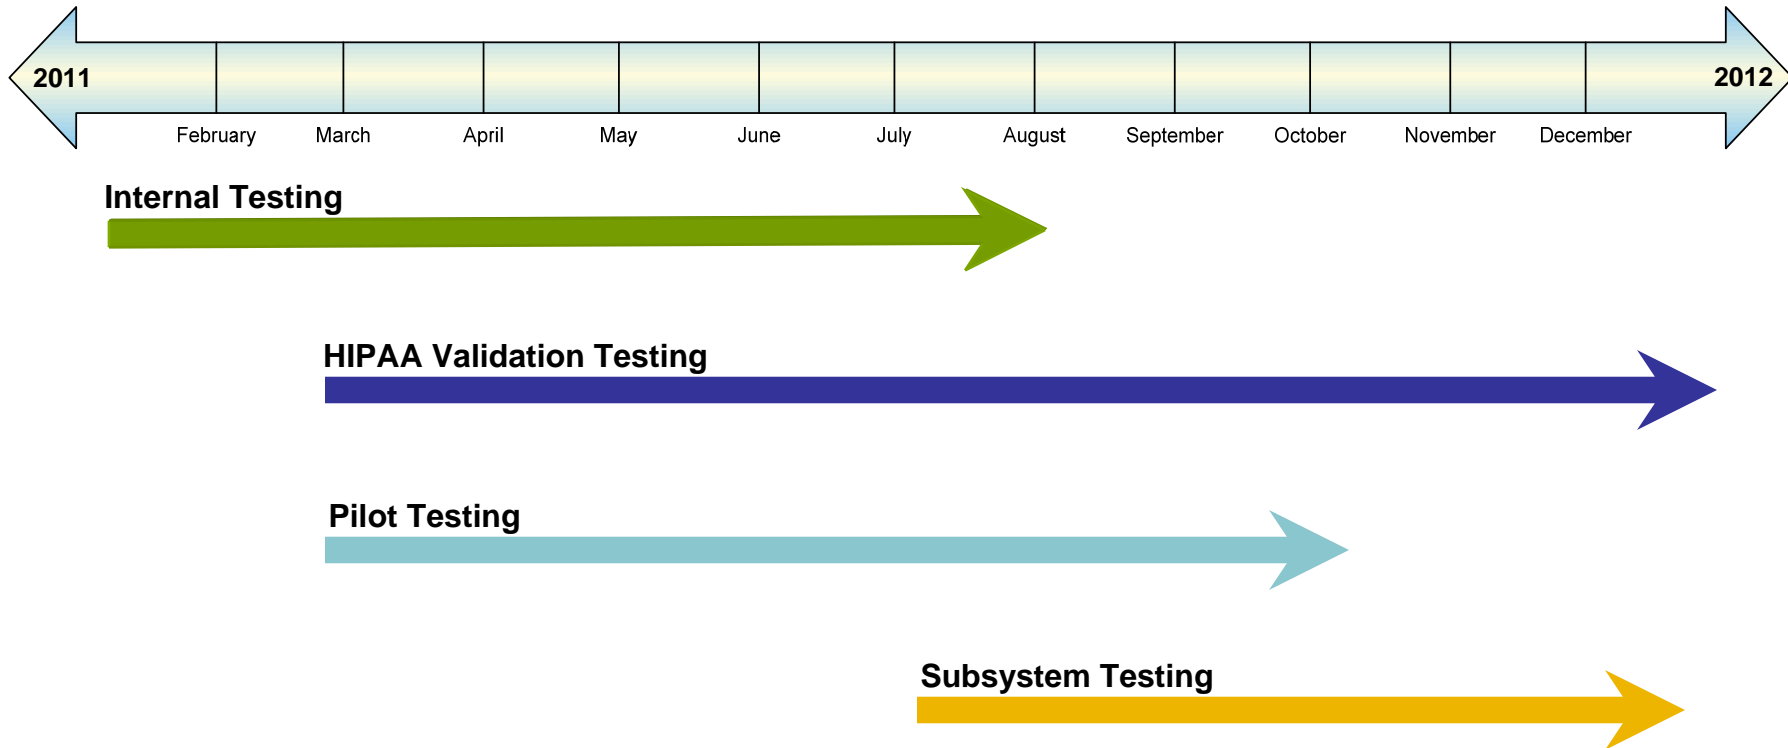 2011 2012
February March April May June July August September October November December
Internal Testing
HIPAA Validation Testing
Pilot Testing
Subsystem Testing